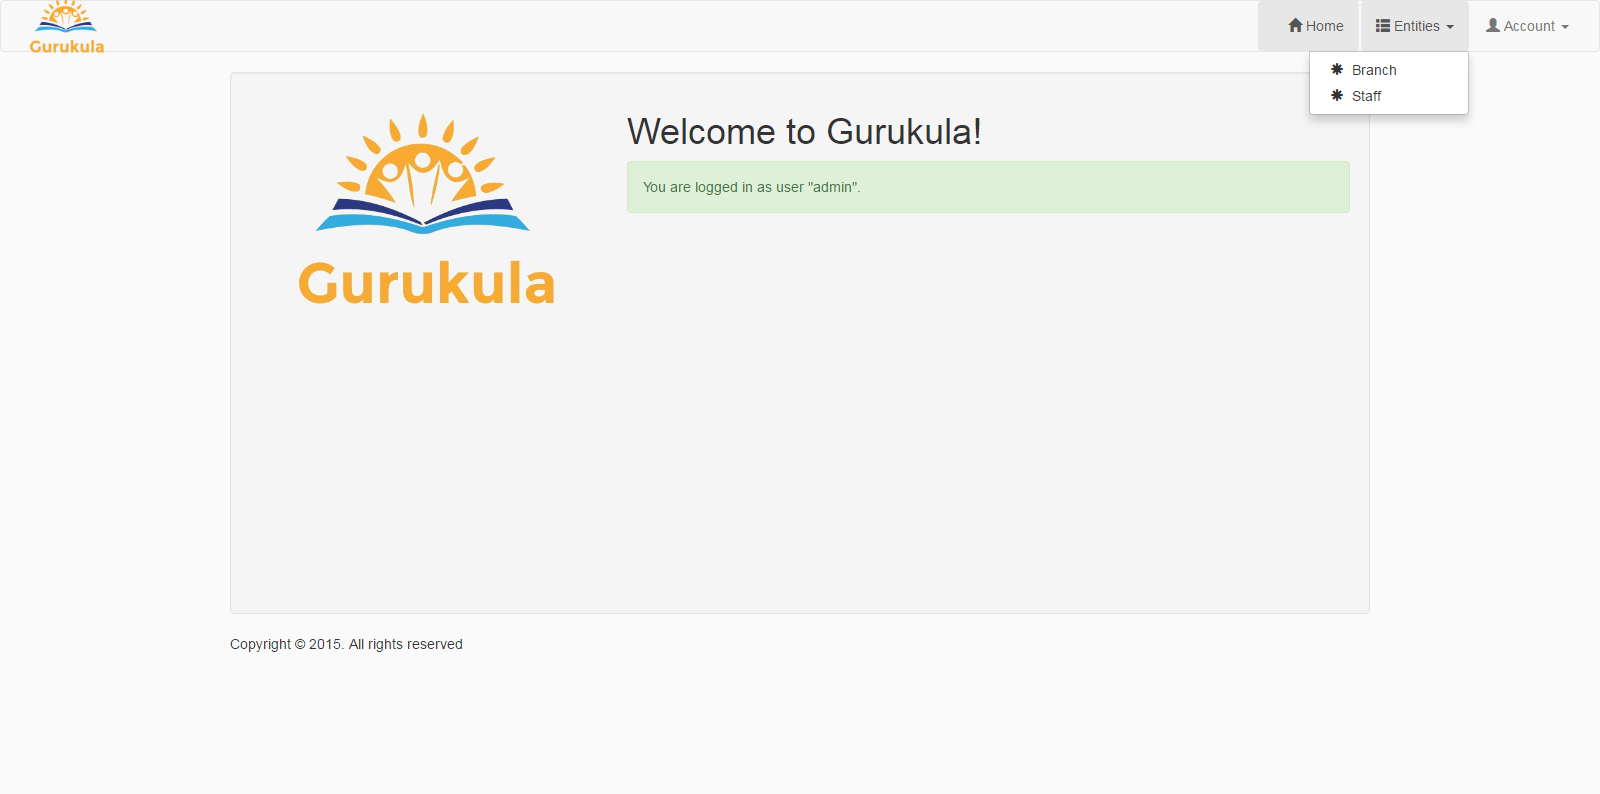 Gurukula
Home
Entities
Account
Branch
Staff
Gurukula
Welcome to Gurukula!
You are logged in as user "admin".
Copyright © 2015. All rights reserved